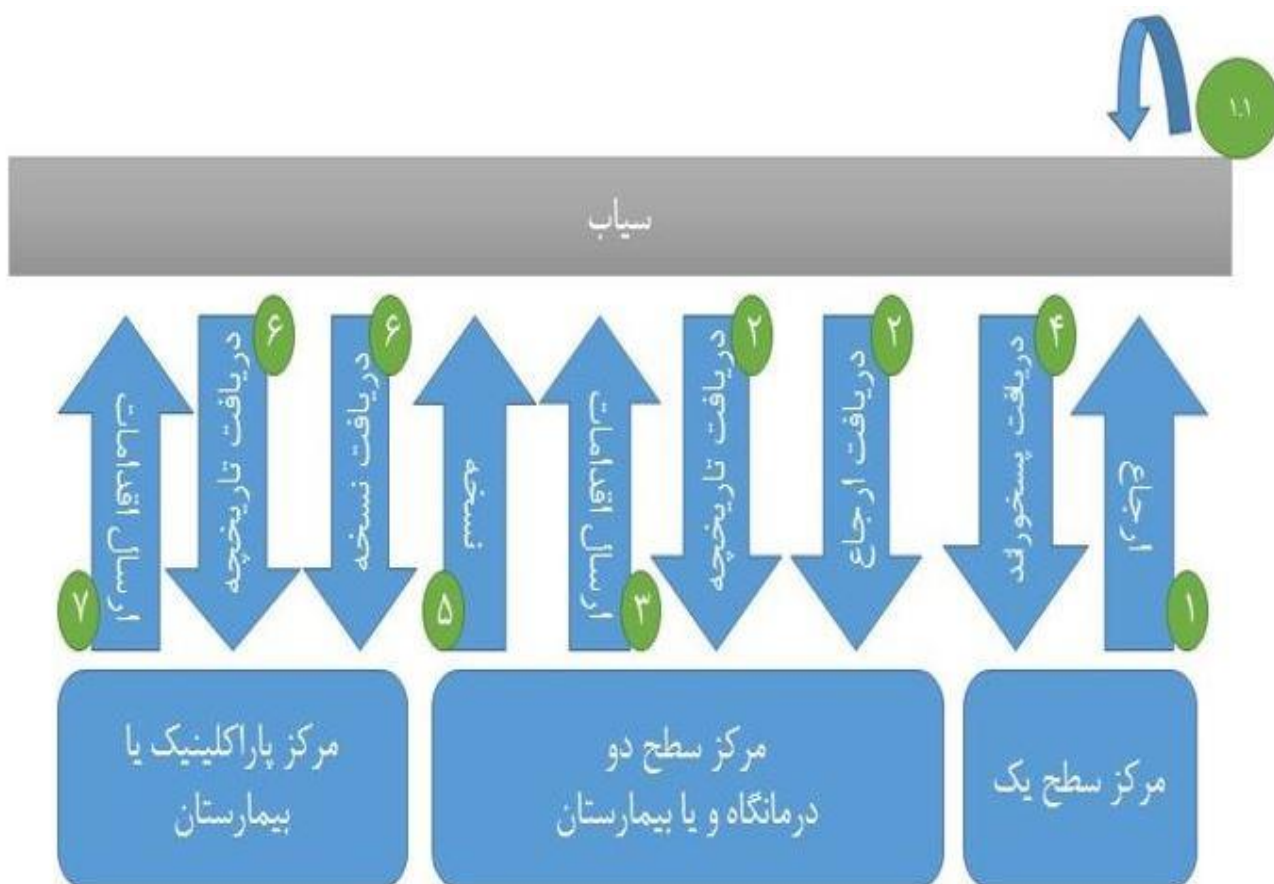 ۱.۱
سیاب
۱
ارجاع
۴
دریافت پسخوراند
۲
دریافت ارجاع
۲
دریافت تاریخچه
۳
ارسال اقدامات
۵
نسخه
۶
دریافت نسخه
۶
دریافت تاریخچه
۷
ارسال اقدامات
مرکز سطح یک
مرکز سطح دو
درمانگاه و یا بیمارستان
مرکز پاراکلینیک یا
بیمارستان